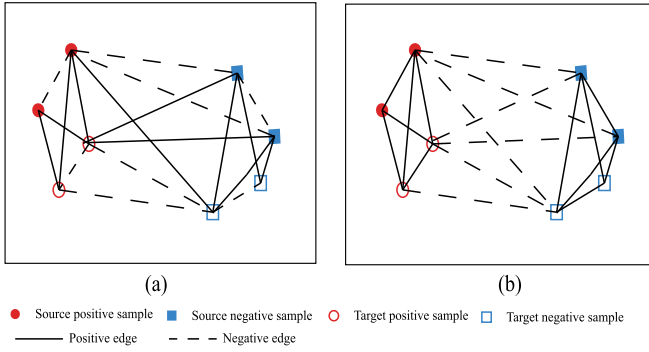 (a) (b)
Source positive sample Source negative sample Target positive sample Target negative sample
Positive edge Negative edge